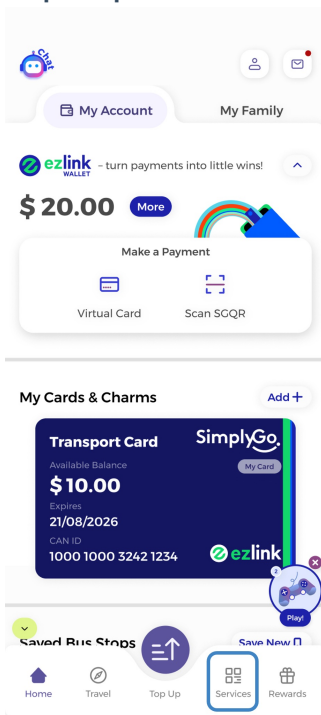 Chat
My Account
My Family
ezlink
WALLET
– turn payments into little wins!
$ 20.00
More
Make a Payment
Virtual Card
Scan SGQR
My Cards & Charms
Add +
Transport Card
SimplyGo.
Available Balance
My Card
$ 10.00
Expires
21/08/2026
CAN ID
1000 1000 3242 1234
ezlink
2
Play!
Saved Bus Stops
Save New
Home
Travel
Top Up
Services
Rewards